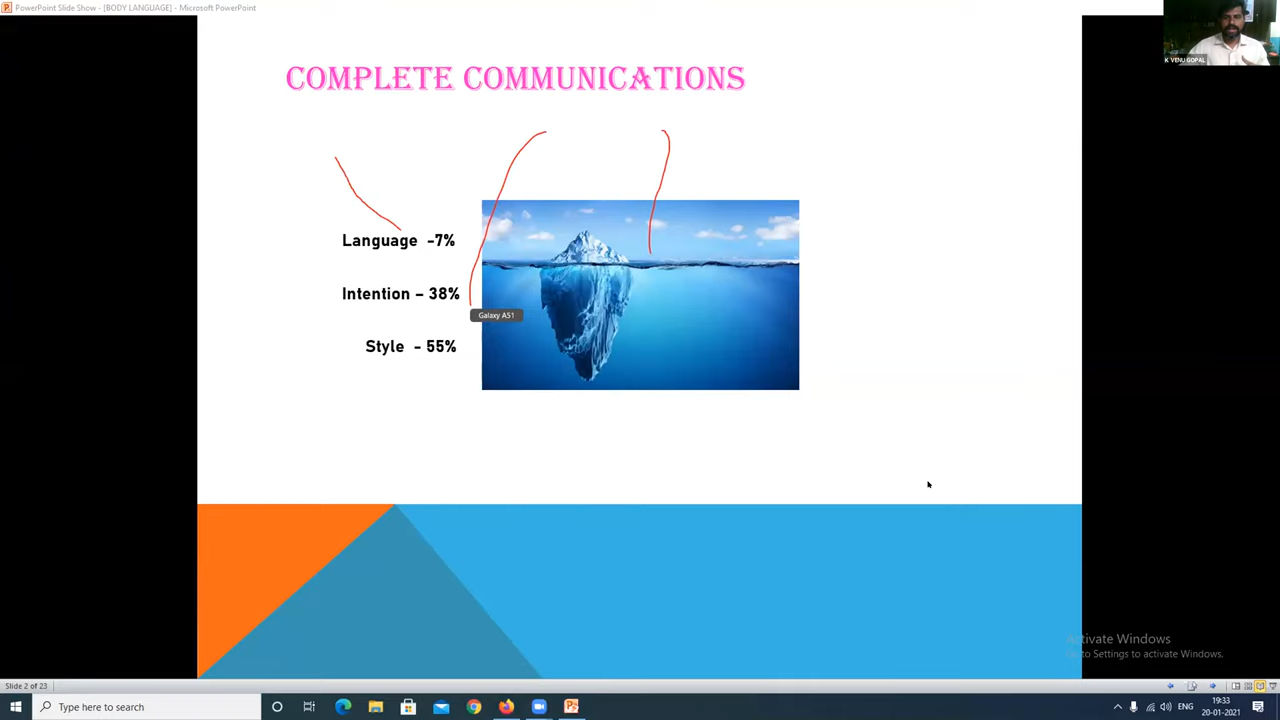 PowerPoint Slide Show - [BODY LANGUAGE] - Microsoft PowerPoint
K VENU GOPAL
COMPLETE COMMUNICATIONS
Language -7%
Intention – 38%
Galaxy A51
Style - 55%
Activate Windows
Go to Settings to activate Windows.
Slide 2 of 23
Type here to search
ENG
19:33
20-01-2021